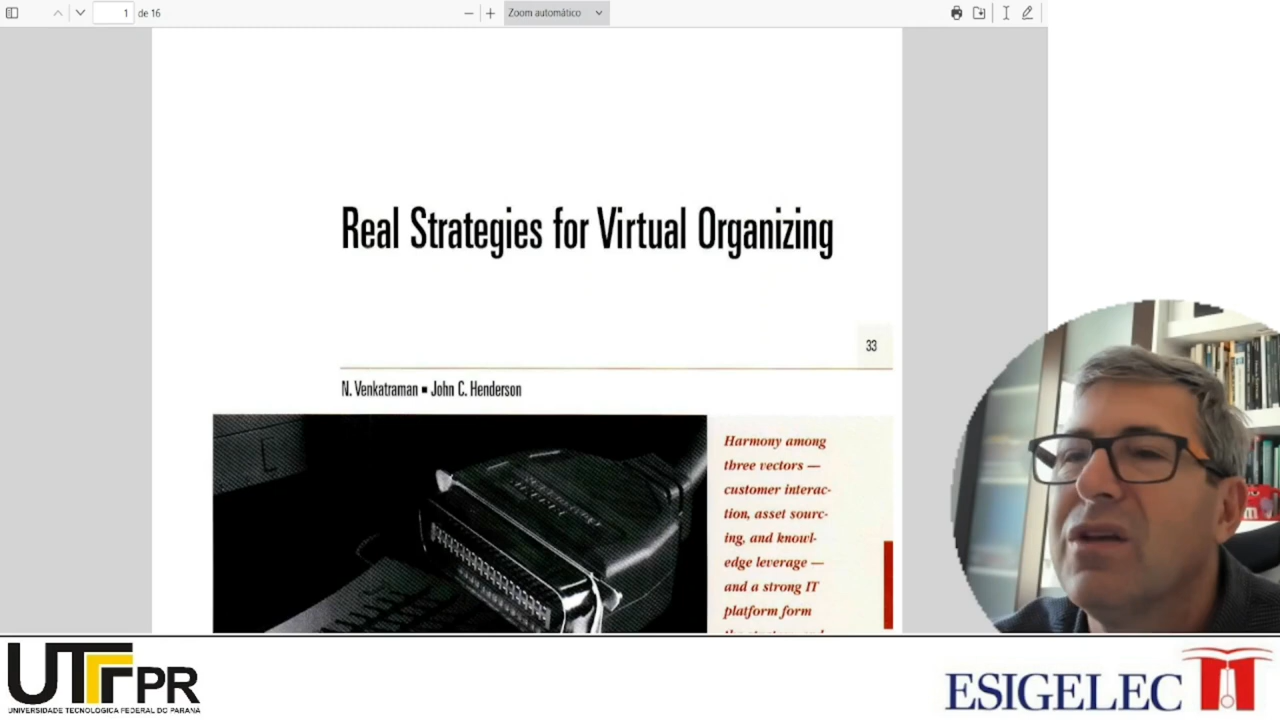 1 de 16 Zoom automático
Real Strategies for Virtual Organizing
33
N. Venkatraman ▪ John C. Henderson
Harmony among
three vectors —
customer interac-
tion, asset sourc-
ing, and knowl-
edge leverage —
and a strong IT
platform form
UTFPR
UNIVERSIDADE TECNOLÓGICA FEDERAL DO PARANÁ
ESIGELEC